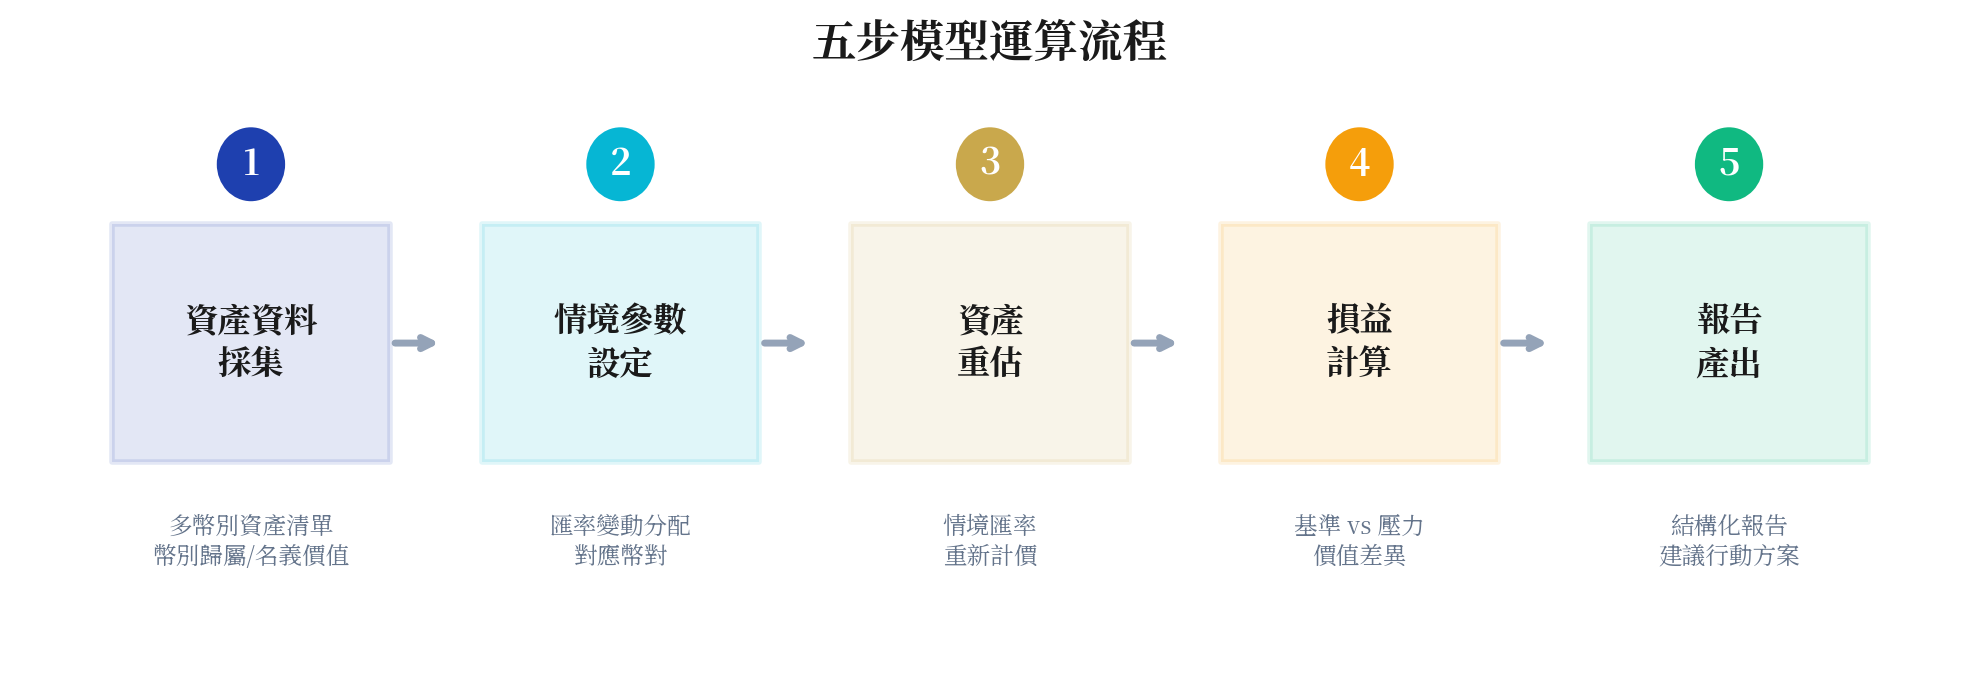 五步模型運算流程
1
2
3
4
5
資產資料
採集
情境參數
設定
資產
重估
損益
計算
報告
產出
多幣別資產清單
幣別歸屬/名義價值
匯率變動分配
對應幣對
情境匯率
重新計價
基準 vs 壓力
價值差異
結構化報告
建議行動方案